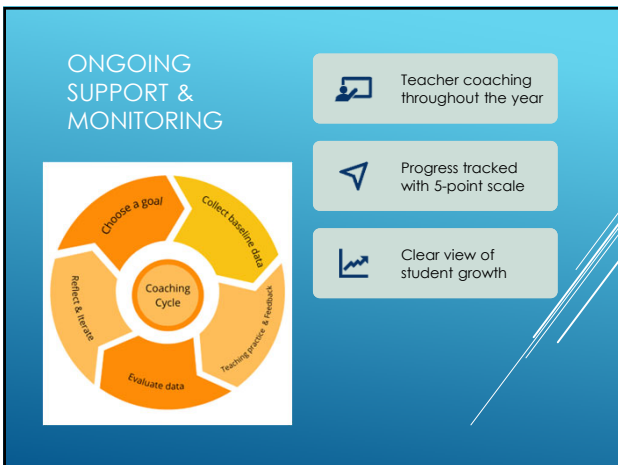 ONGOING
SUPPORT &
MONITORING
Choose a goal
Collect baseline data
Teaching practice & Feedback
Evaluate data
Reflect & Iterate
Coaching
Cycle
Teacher coaching
throughout the year
Progress tracked
with 5-point scale
Clear view of
student growth